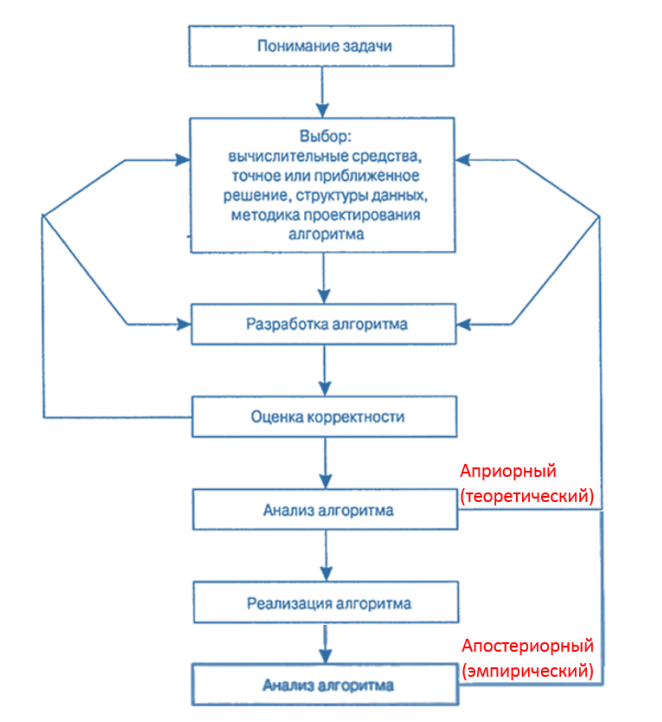 Понимание задачи
Выбор:
вычислительные средства,
точное или приближенное
решение, структуры данных,
методика проектирования
алгоритма
Разработка алгоритма
Оценка корректности
Априорный
(теоретический)
Анализ алгоритма
Реализация алгоритма
Апостериорный
(эмпирический)
Анализ алгоритма